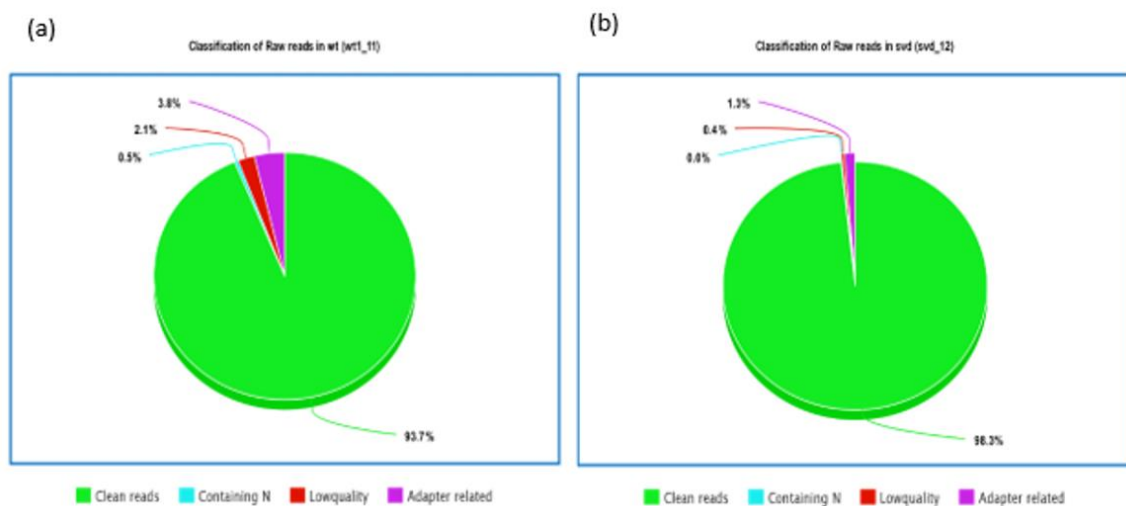 (a)
Classification of Raw reads in wt (wt1_11)
3.8%
2.1%
0.5%
93.7%
Clean reads Containing N Lowquality Adapter related
(b)
Classification of Raw reads in svd (svd_12)
1.3%
0.4%
0.0%
98.3%
Clean reads Containing N Lowquality Adapter related